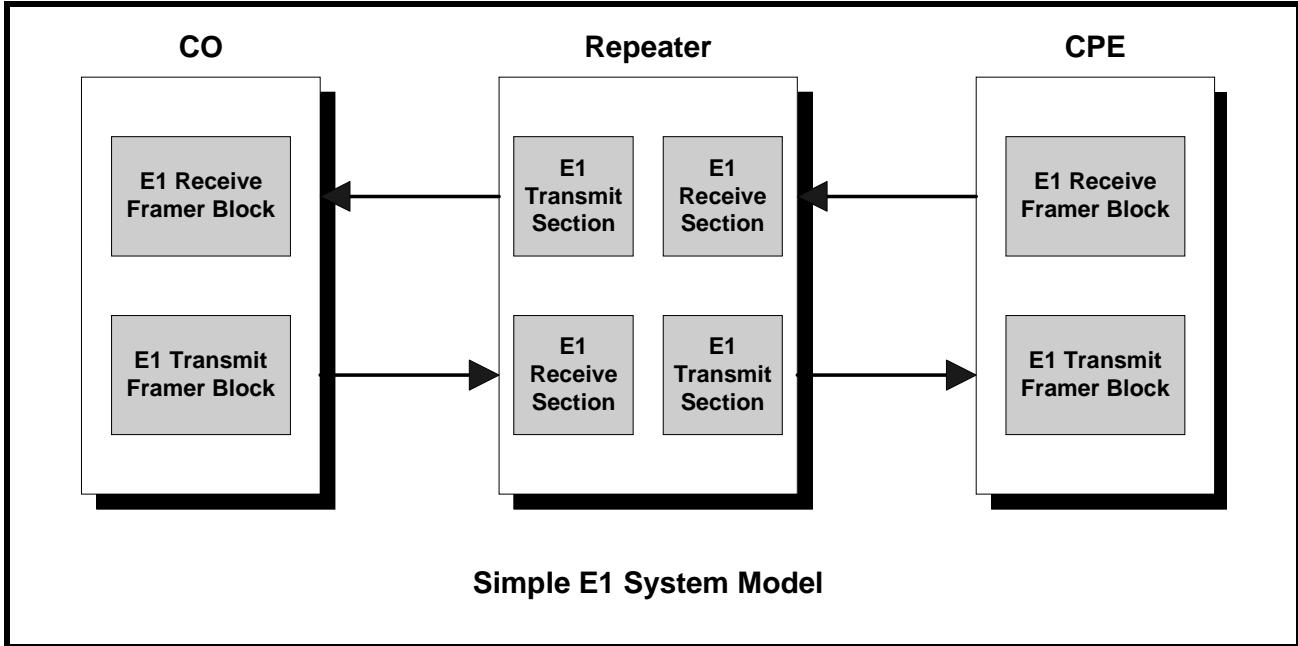 CO
Repeater
CPE
E1 Receive
Framer Block
E1
Transmit
Section
E1
Receive
Section
E1 Receive
Framer Block
E1 Transmit
Framer Block
E1
Receive
Section
E1
Transmit
Section
E1 Transmit
Framer Block
Simple E1 System Model